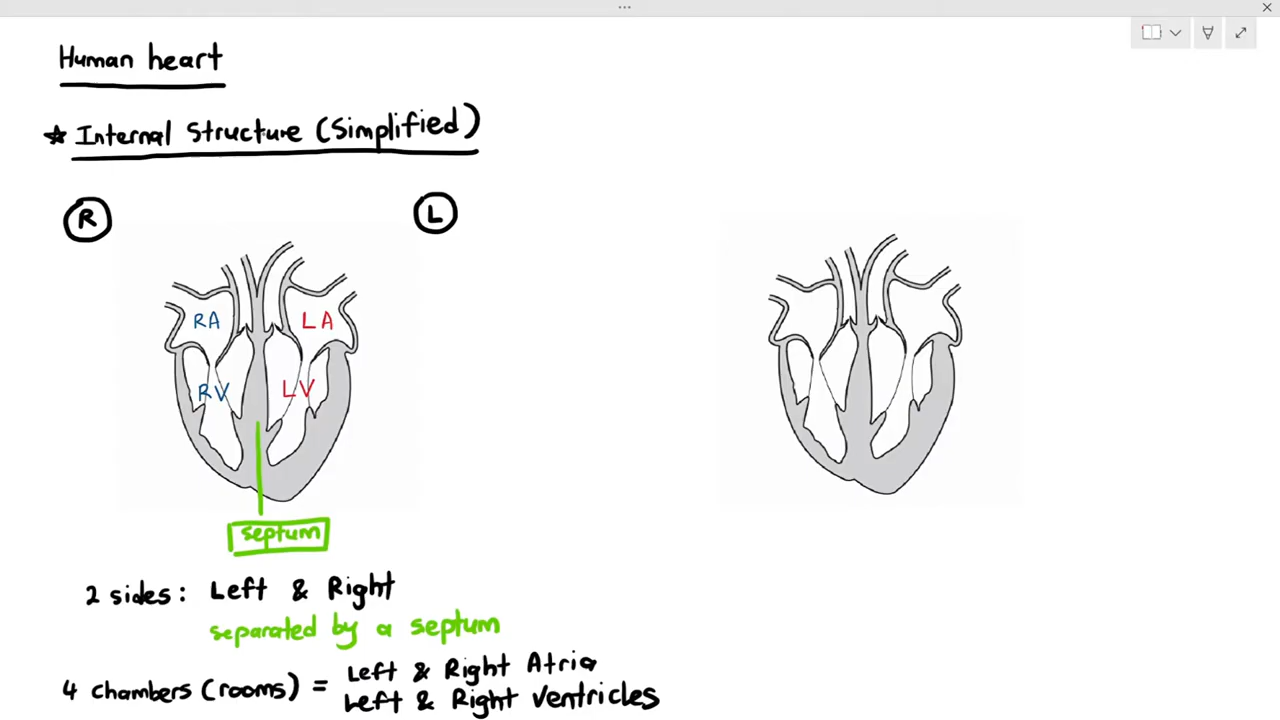 Human heart
* Internal Structure (Simplified)
R L
RA LA
RV LV
septum
2 sides: Left & Right
separated by a septum
4 chambers (rooms) = Left & Right Atria
Left & Right Ventricles